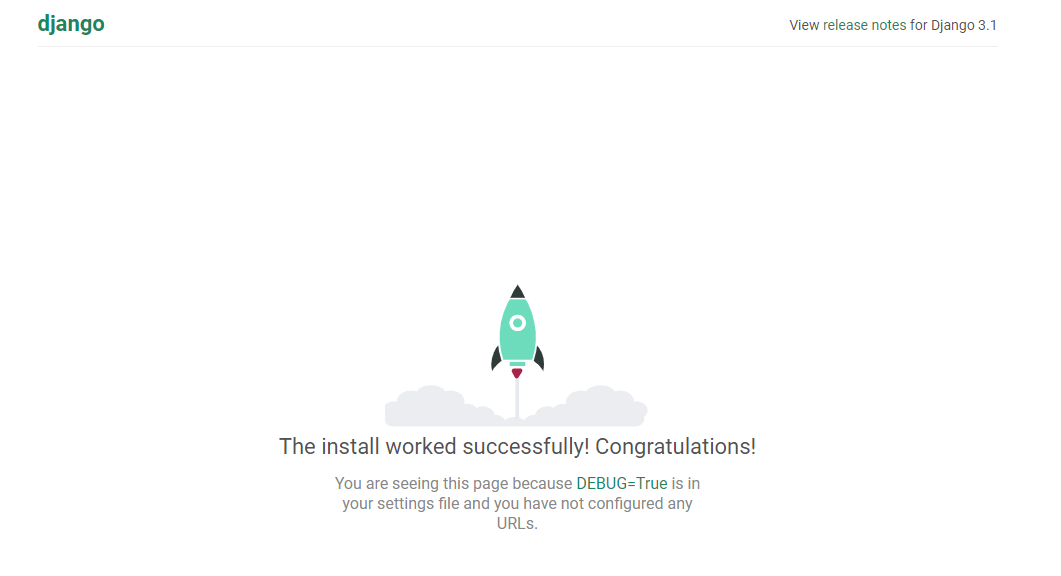 django
View release notes for Django 3.1
The install worked successfully! Congratulations!
You are seeing this page because DEBUG=True is in
your settings file and you have not configured any
URLs.